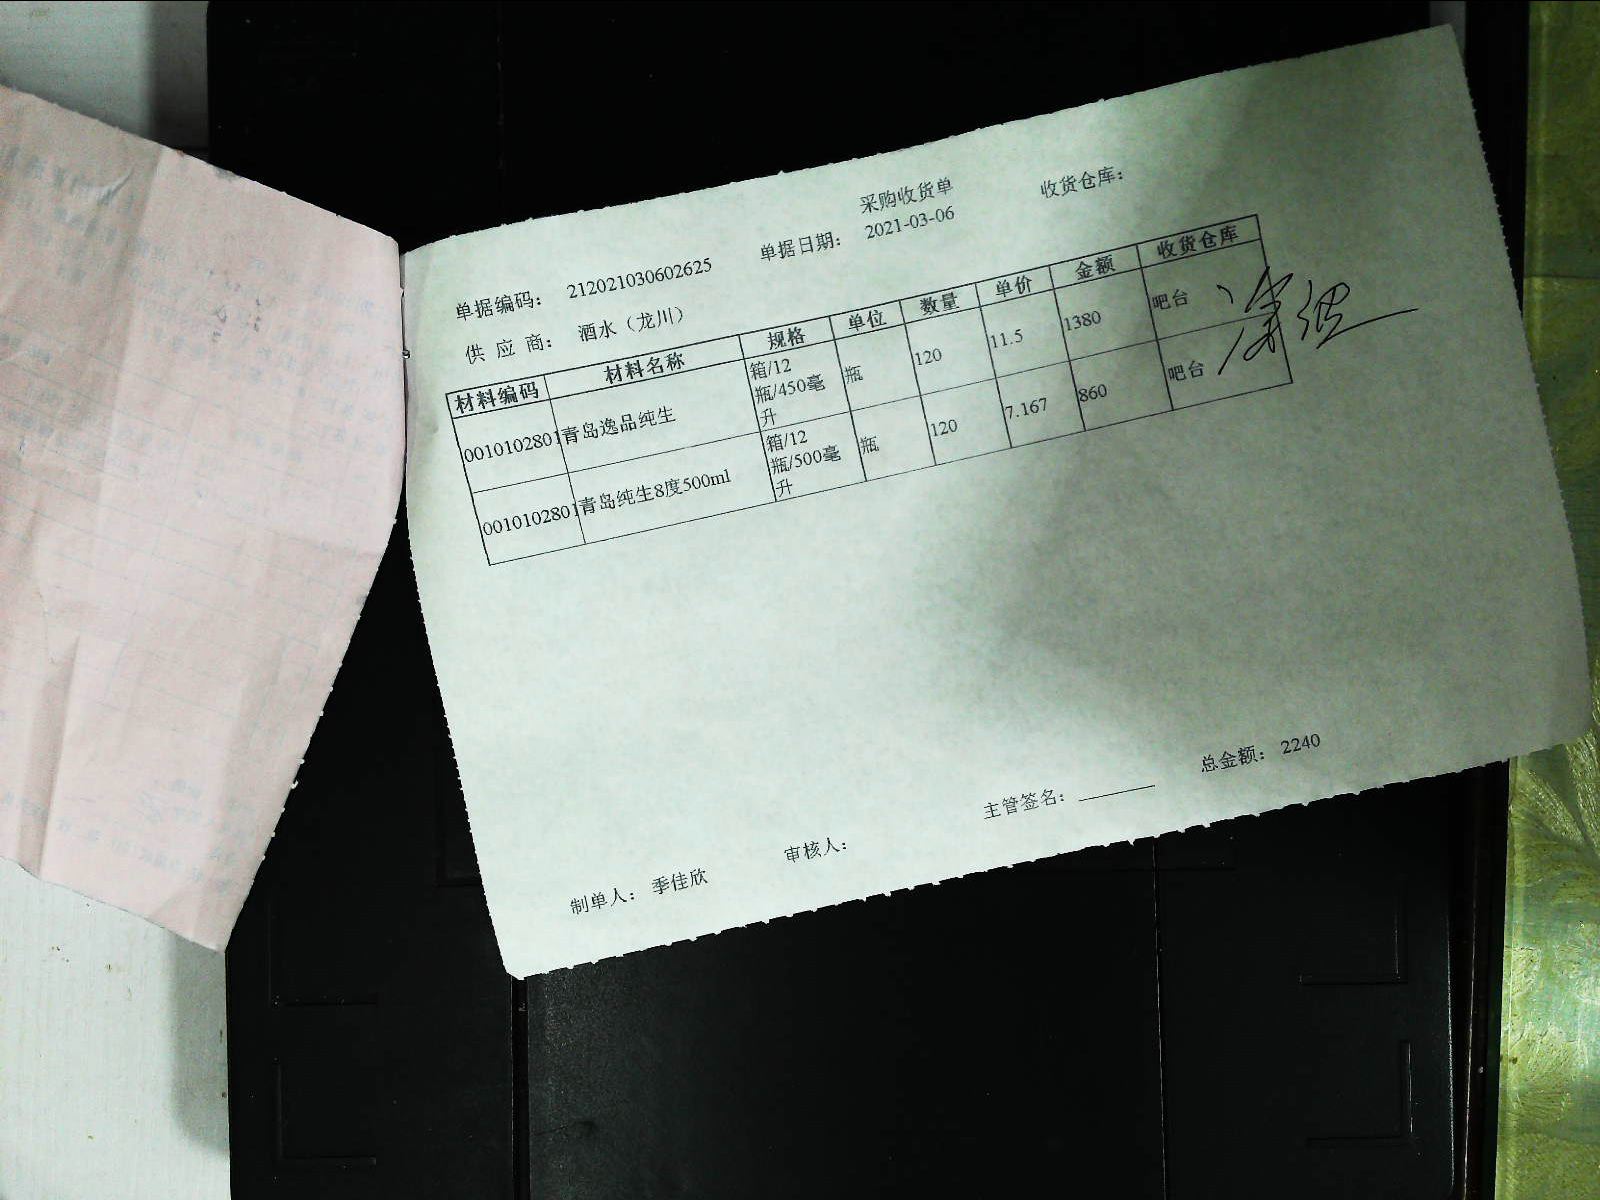 采购收货单
单据编码： 212021030602625 单据日期： 2021-03-06 收货仓库：
供 应 商： 酒水（龙川）
材料编码 材料名称 规格 单位 数量 单价 金额 收货仓库
0010102801 青岛逸品纯生 箱/12瓶/450毫升 瓶 120 11.5 1380 吧台
0010102801 青岛纯生8度500ml 箱/12瓶/500毫升 瓶 120 7.167 860 吧台
总金额： 2240
制单人： 季佳欣 审核人： 主管签名：